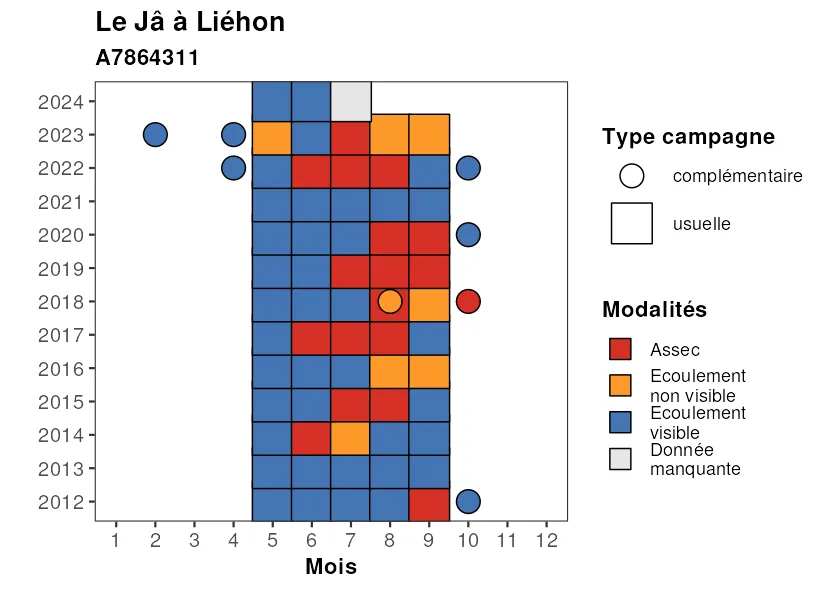 Le Jâ à Liéhon
A7864311
2024
2023
2022
2021
2020
2019
2018
2017
2016
2015
2014
2013
2012
1 2 3 4 5 6 7 8 9 10 11 12
Mois
Type campagne
complémentaire
usuelle
Modalités
Assec
Ecoulement
non visible
Ecoulement
visible
Donnée
manquante